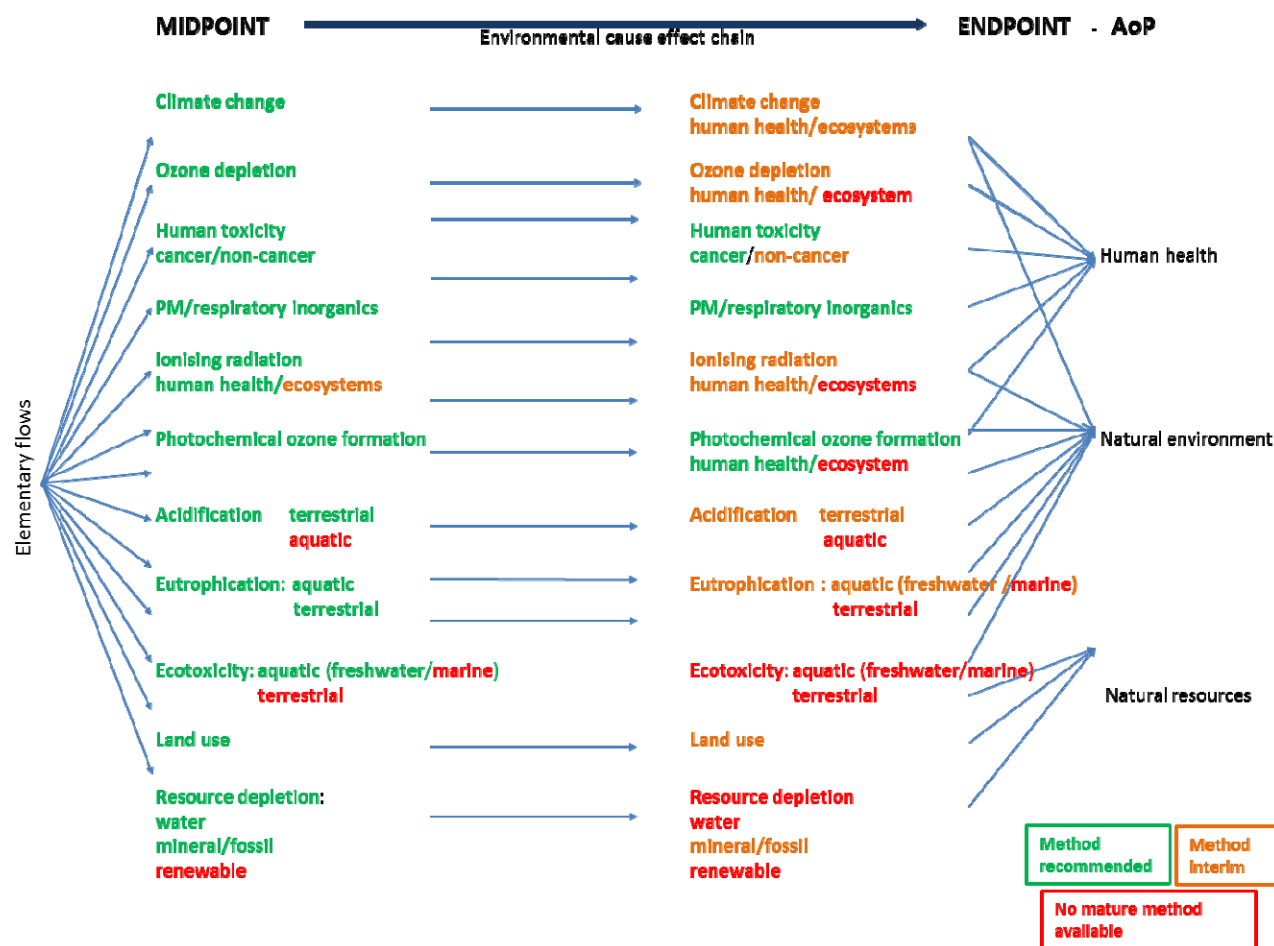 MIDPOINT
Environmental cause effect chain
ENDPOINT - AoP
Climate change
Climate change
human health/ecosystems
Ozone depletion
Ozone depletion
human health/ ecosystem
Human toxicity
cancer/non-cancer
Human toxicity
cancer/non-cancer
Human health
PM/respiratory inorganics
PM/respiratory inorganics
Ionising radiation
human health/ecosystems
Ionising radiation
human health/ecosystems
Elementary flows
Photochemical ozone formation
Photochemical ozone formation
human health/ecosystem
Natural environment
Acidification terrestrial
aquatic
Acidification terrestrial
aquatic
Eutrophication: aquatic
terrestrial
Eutrophication : aquatic (freshwater /marine)
terrestrial
Ecotoxicity: aquatic (freshwater/marine)
terrestrial
Ecotoxicity: aquatic (freshwater/marine)
terrestrial
Natural resources
Land use
Land use
Resource depletion:
water
mineral/fossil
renewable
Resource depletion
water
mineral/fossil
renewable
Method
recommended
Method
interim
No mature method
available